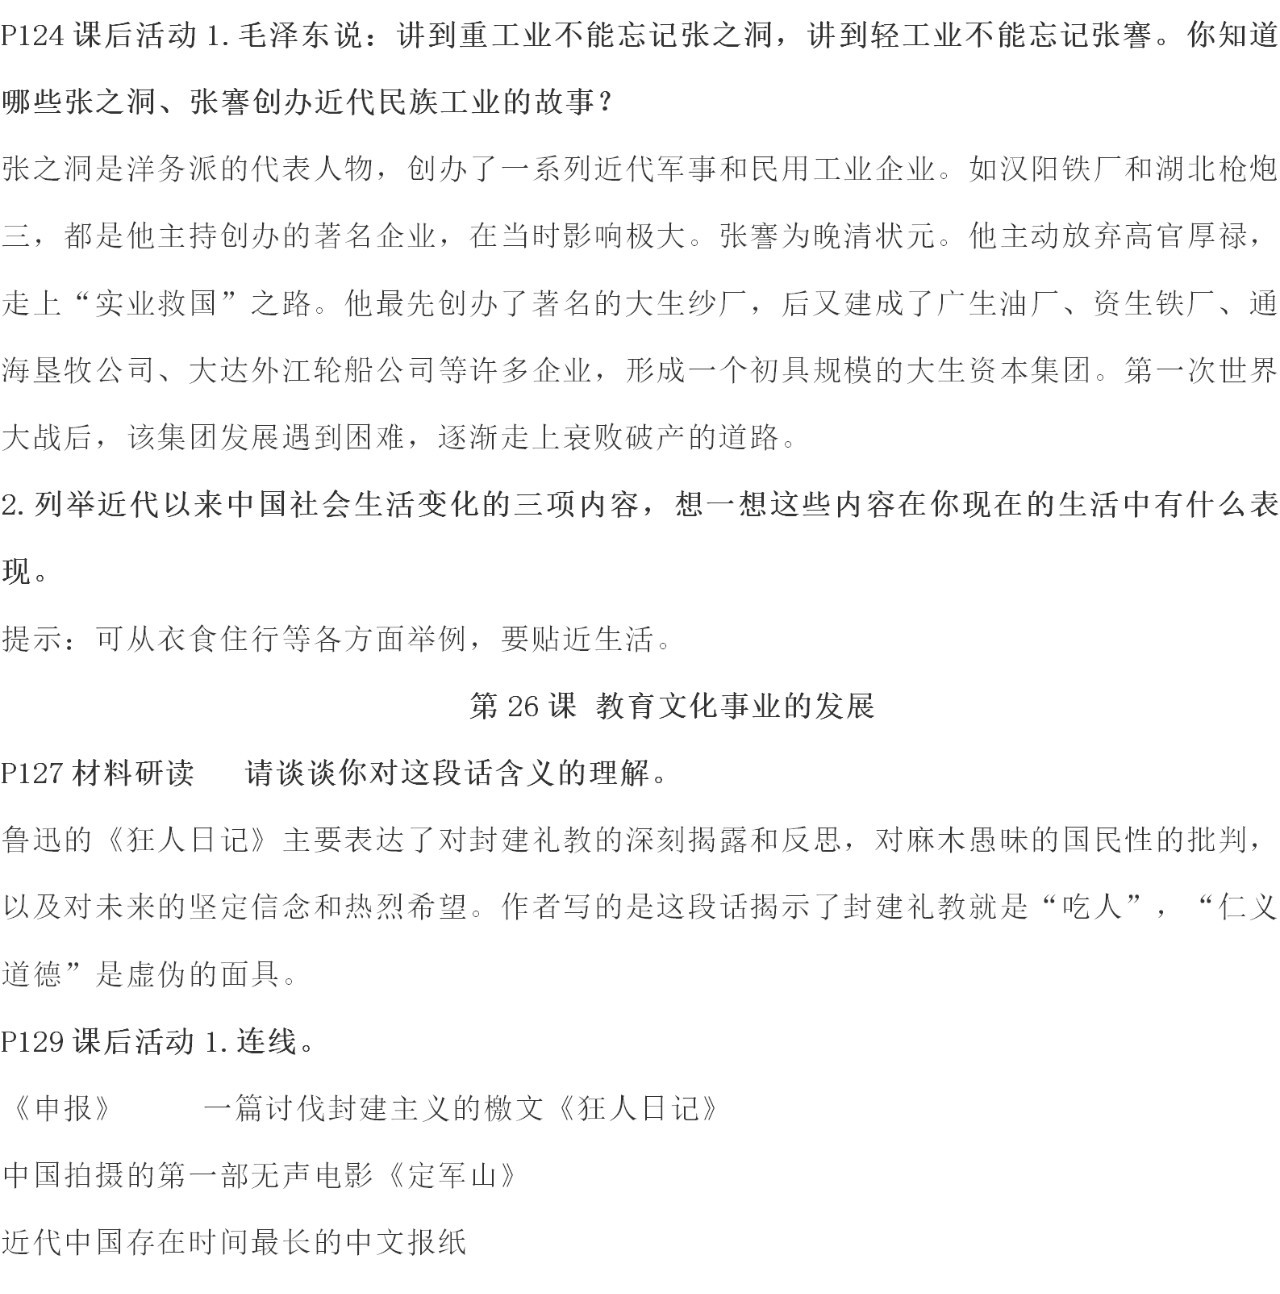 P124 课后活动 1. 毛泽东说：讲到重工业不能忘记张之洞，讲到轻工业不能忘记张謇。你知道
哪些张之洞、张謇创办近代民族工业的故事？
张之洞是洋务派的代表人物，创办了一系列近代军事和民用工业企业。如汉阳铁厂和湖北枪炮
三，都是他主持创办的著名企业，在当时影响极大。张謇为晚清状元。他主动放弃高官厚禄，
走上“实业救国”之路。他最先创办了著名的大生纱厂，后又建成了广生油厂、资生铁厂、通
海垦牧公司、大达外江轮船公司等许多企业，形成一个初具规模的大生资本集团。第一次世界
大战后，该集团发展遇到困难，逐渐走上衰败破产的道路。
2. 列举近代以来中国社会生活变化的三项内容，想一想这些内容在你现在的生活中有什么表
现。
提示：可从衣食住行等各方面举例，要贴近生活。
第 26 课 教育文化事业的发展
P127 材料研读 请谈谈你对这段话含义的理解。
鲁迅的《狂人日记》主要表达了对封建礼教的深刻揭露和反思，对麻木愚昧的国民性的批判，
以及对未来的坚定信念和热烈希望。作者写的是这段话揭示了封建礼教就是“吃人”，“仁义
道德”是虚伪的面具。
P129 课后活动 1. 连线。
《申报》 一篇讨伐封建主义的檄文《狂人日记》
中国拍摄的第一部无声电影《定军山》
近代中国存在时间最长的中文报纸